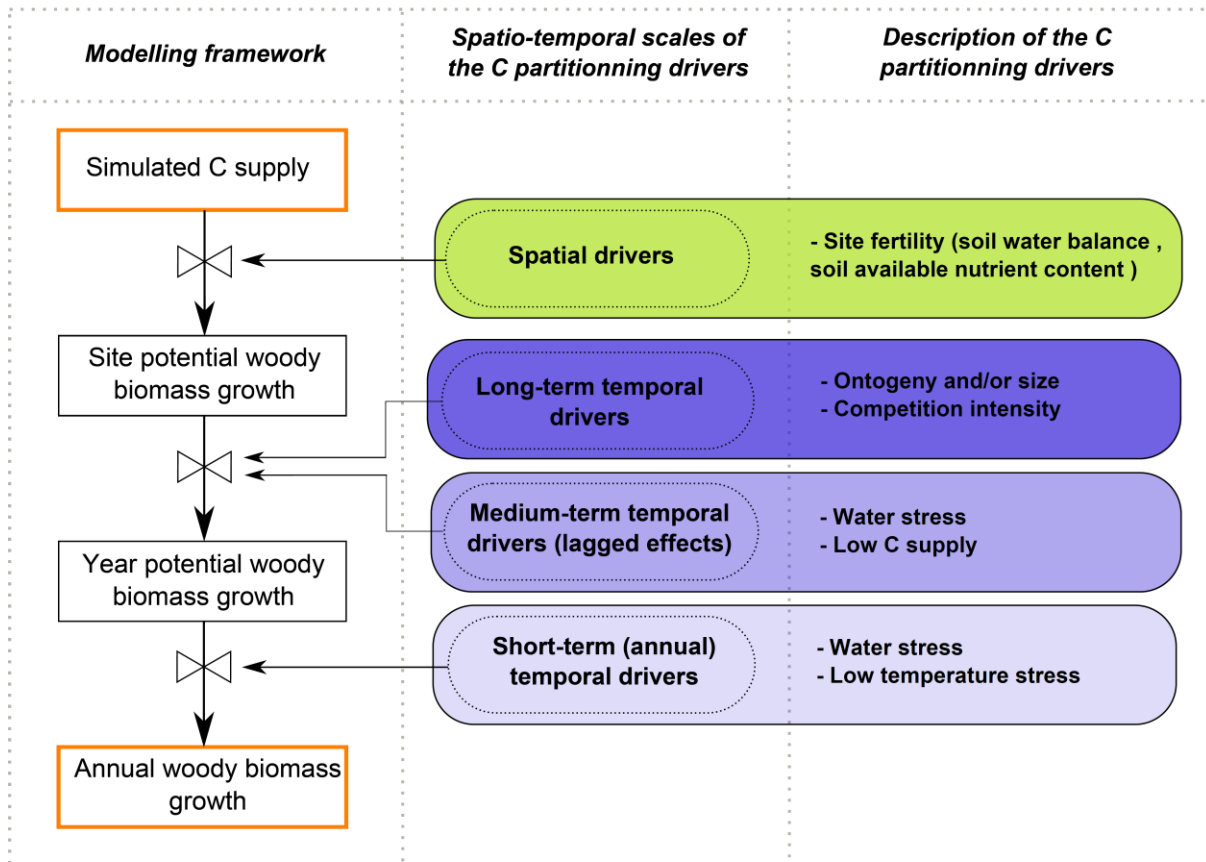 Modelling framework
Spatio-temporal scales of
the C partitionning drivers
Description of the C
partitionning drivers
Simulated C supply
Spatial drivers
- Site fertility (soil water balance ,
soil available nutrient content )
Site potential woody
biomass growth
Long-term temporal
drivers
- Ontogeny and/or size
- Competition intensity
Medium-term temporal
drivers (lagged effects)
- Water stress
- Low C supply
Year potential woody
biomass growth
Short-term (annual)
temporal drivers
- Water stress
- Low temperature stress
Annual woody biomass
growth